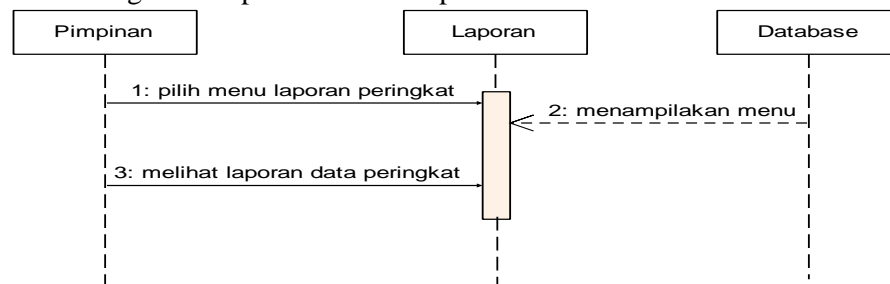 Pimpinan
Laporan
Database
1: pilih menu laporan peringkat
2: menampilakan menu
3: melihat laporan data peringkat